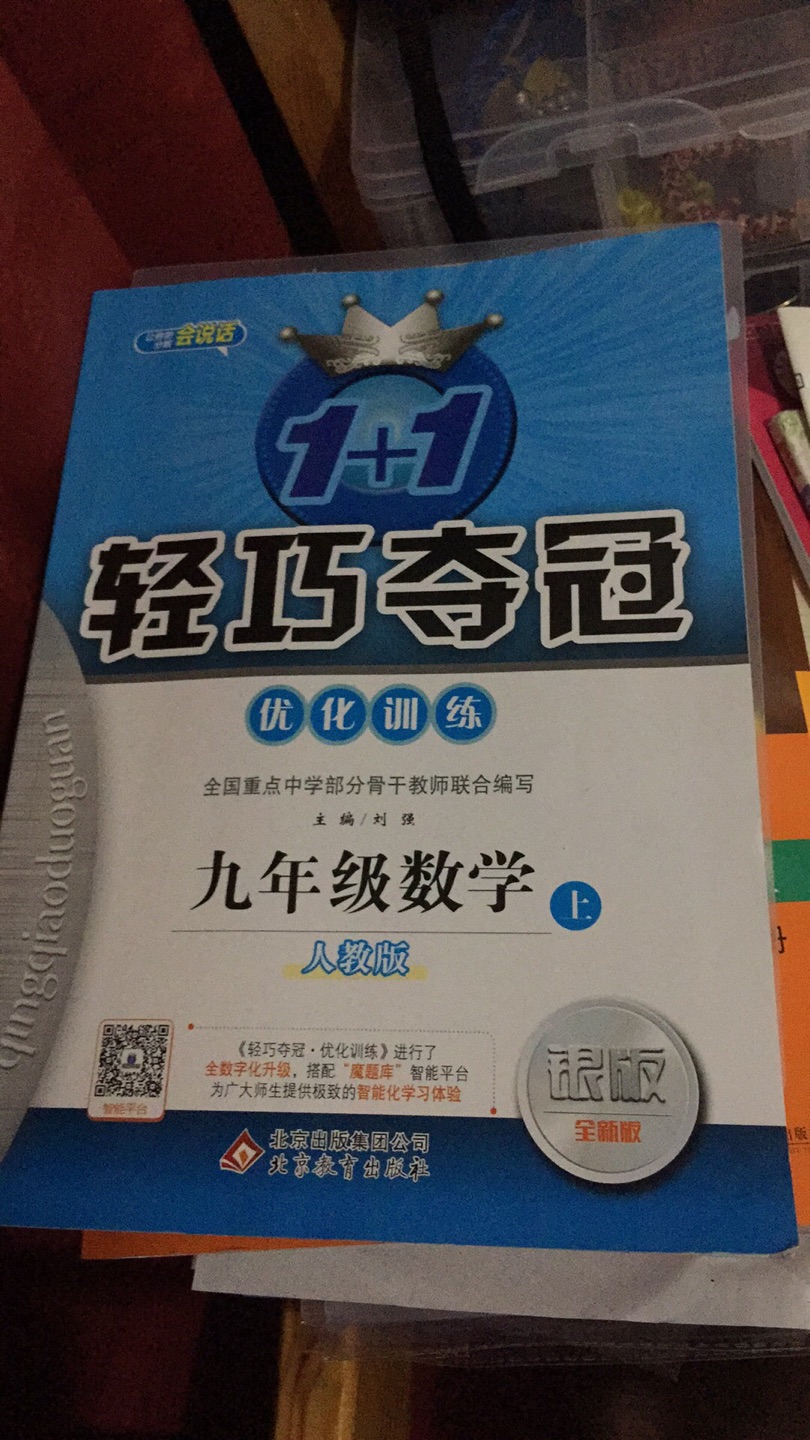 会说话
1+1
轻巧夺冠
优化训练
全国重点中学部分骨干教师联合编写
主 编/刘 强
九年级数学 上
人教版
qingqiaoduoguan
《轻巧夺冠·优化训练》进行了
全数字化升级，搭配“魔题库”智能平台
为广大师生提供极致的智能化学习体验
智能平台
银版
全新版
北京出版集团公司
北京教育出版社